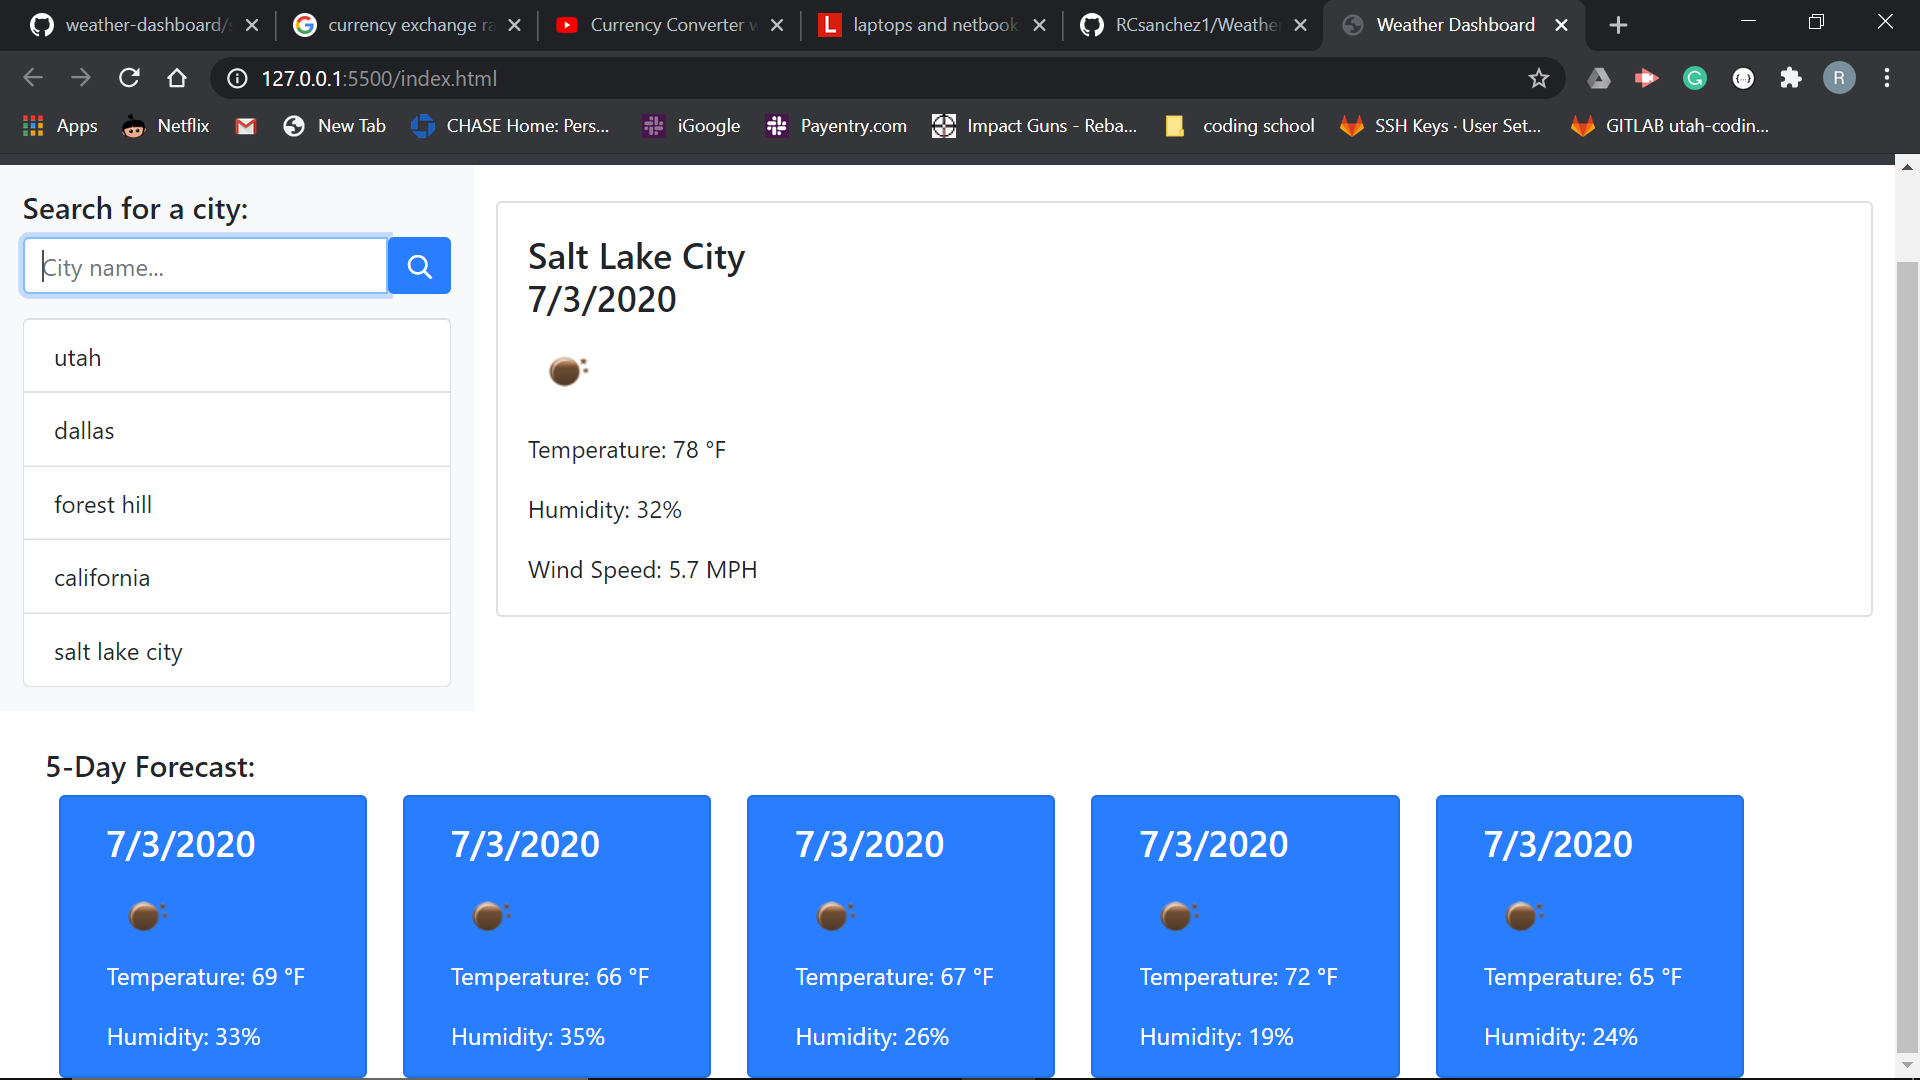 weather-dashboard/
currency exchange ra
Currency Converter w
laptops and netbook
RCsanchez1/Weather
Weather Dashboard
127.0.0.1:5500/index.html
R
Apps
Netflix
New Tab
CHASE Home: Pers...
iGoogle
Payentry.com
Impact Guns - Reba...
coding school
SSH Keys · User Set...
GITLAB utah-codin...
Search for a city:
City name...
utah
dallas
forest hill
california
salt lake city
Salt Lake City
7/3/2020
Temperature: 78 °F
Humidity: 32%
Wind Speed: 5.7 MPH
5-Day Forecast:
7/3/2020
Temperature: 69 °F
Humidity: 33%
7/3/2020
Temperature: 66 °F
Humidity: 35%
7/3/2020
Temperature: 67 °F
Humidity: 26%
7/3/2020
Temperature: 72 °F
Humidity: 19%
7/3/2020
Temperature: 65 °F
Humidity: 24%